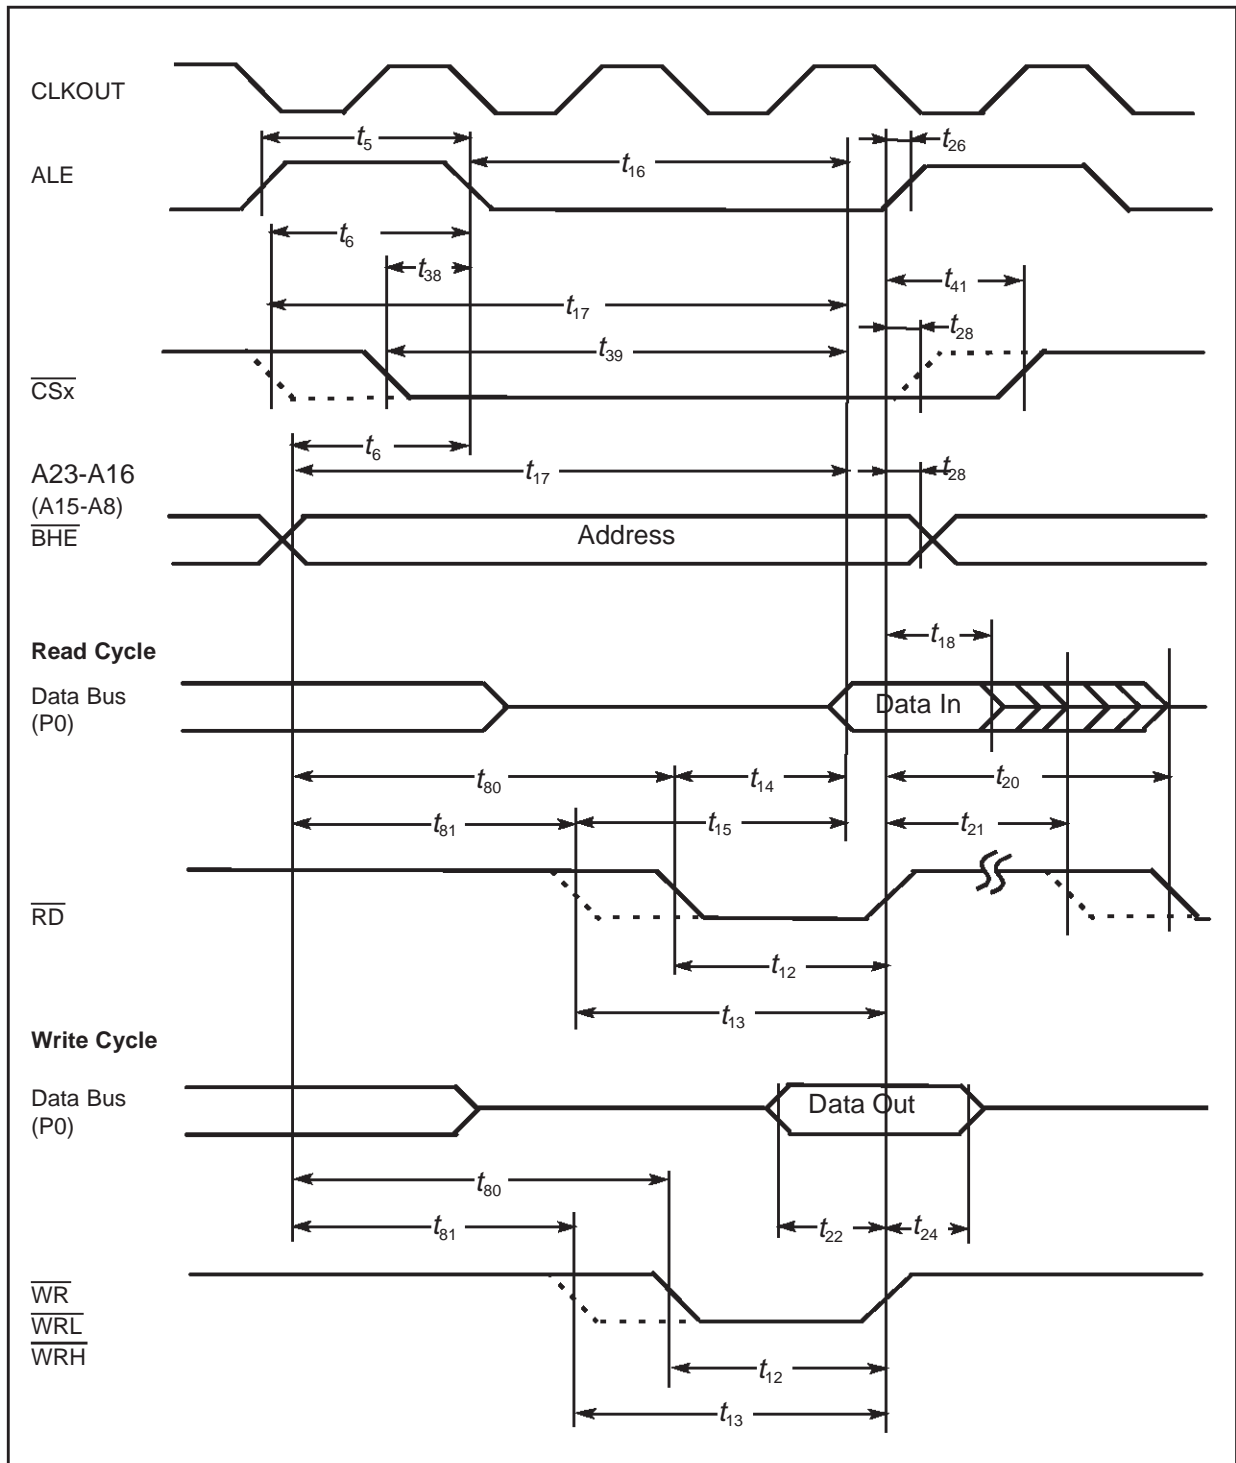 CLKOUT
t5
t26
ALE
t16
t6
t38
t41
t17
t28
t39
CSx
t6
A23-A16
t17
t28
(A15-A8)
BHE
Address
t18
Read Cycle
Data Bus
Data In
(P0)
t80
t14
t20
t81
t15
t21
RD
t12
t13
Write Cycle
Data Bus
Data Out
(P0)
t80
t81
t22
t24
WR
WRL
WRH
t12
t13